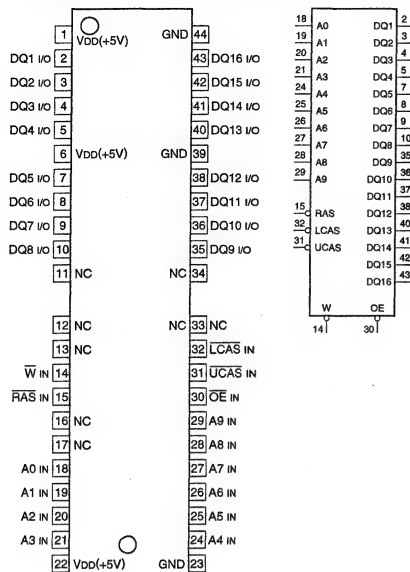 1 VDD(+5V) GND 44
DQ1 I/O 2 43 DQ16 I/O
DQ2 I/O 3 42 DQ15 I/O
DQ3 I/O 4 41 DQ14 I/O
DQ4 I/O 5 40 DQ13 I/O
6 VDD(+5V) GND 39
DQ5 I/O 7 38 DQ12 I/O
DQ6 I/O 8 37 DQ11 I/O
DQ7 I/O 9 36 DQ10 I/O
DQ8 I/O 10 35 DQ9 I/O
11 NC NC 34
12 NC NC 33 NC
13 NC 32 LCAS IN
W IN 14 31 UCAS IN
RAS IN 15 30 OE IN
16 NC 29 A9 IN
17 NC 28 A8 IN
A0 IN 18 27 A7 IN
A1 IN 19 26 A6 IN
A2 IN 20 25 A5 IN
A3 IN 21 24 A4 IN
22 VDD(+5V) GND 23
18 A0 DQ1 2
19 A1 DQ2 3
20 A2 DQ3 4
21 A3 DQ4 5
24 A4 DQ5 7
25 A5 DQ6 8
26 A6 DQ7 9
27 A7 DQ8 10
28 A8 DQ9 35
29 A9 DQ10 36
DQ11 37
15 RAS DQ12 38
32 LCAS DQ13 40
31 UCAS DQ14 41
DQ15 42
DQ16 43
W OE
14 30